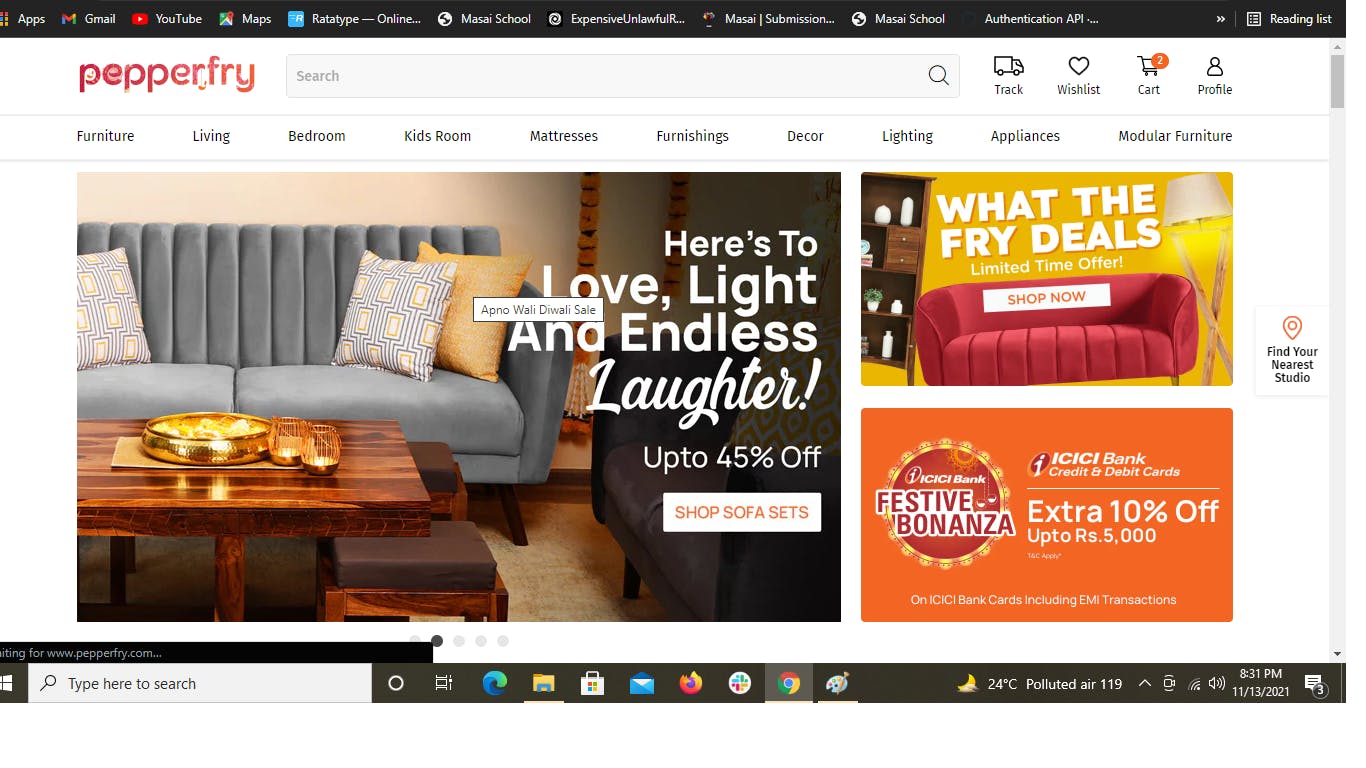 Apps Gmail YouTube Maps Ratatype — Online... Masai School ExpensiveUnlawfulR... Masai | Submission... Masai School Authentication API ·... » Reading list
pepperfry
Search
Track Wishlist 2 Cart Profile
Furniture Living Bedroom Kids Room Mattresses Furnishings Decor Lighting Appliances Modular Furniture
Here's To
Love, Light
And Endless
Laughter!
Upto 45% Off
SHOP SOFA SETS
Apno Wali Diwali Sale
WHAT THE
FRY DEALS
Limited Time Offer!
SHOP NOW
Find Your
Nearest
Studio
ICICI Bank
FESTIVE
BONANZA
ICICI Bank
Credit & Debit Cards
Extra 10% Off
Upto Rs.5,000
T&C Apply*
On ICICI Bank Cards Including EMI Transactions
aiting for www.pepperfry.com...
Type here to search
24°C Polluted air 119
8:31 PM
11/13/2021
3